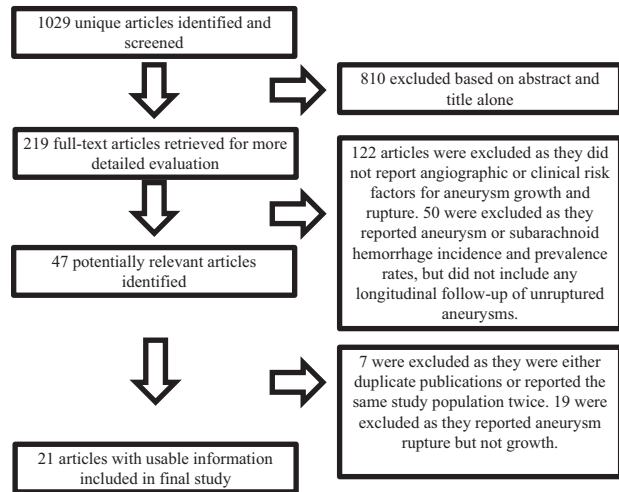 1029 unique articles identified and
screened
810 excluded based on abstract and
title alone
219 full-text articles retrieved for more
detailed evaluation
122 articles were excluded as they did
not report angiographic or clinical risk
factors for aneurysm growth and
rupture. 50 were excluded as they
reported aneurysm or subarachnoid
hemorrhage incidence and prevalence
rates, but did not include any
longitudinal follow-up of unruptured
aneurysms.
47 potentially relevant articles
identified
7 were excluded as they were either
duplicate publications or reported the
same study population twice. 19 were
excluded as they reported aneurysm
rupture but not growth.
21 articles with usable information
included in final study